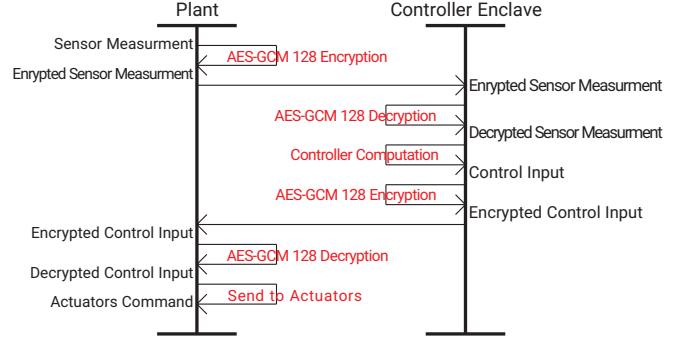 Plant
Controller Enclave
Sensor Measurment
AES-GCM 128 Encryption
Enrypted Sensor Measurment
Enrypted Sensor Measurment
AES-GCM 128 Decryption
Decrypted Sensor Measurment
Controller Computation
Control Input
AES-GCM 128 Encryption
Encrypted Control Input
Encrypted Control Input
AES-GCM 128 Decryption
Decrypted Control Input
Send to Actuators
Actuators Command